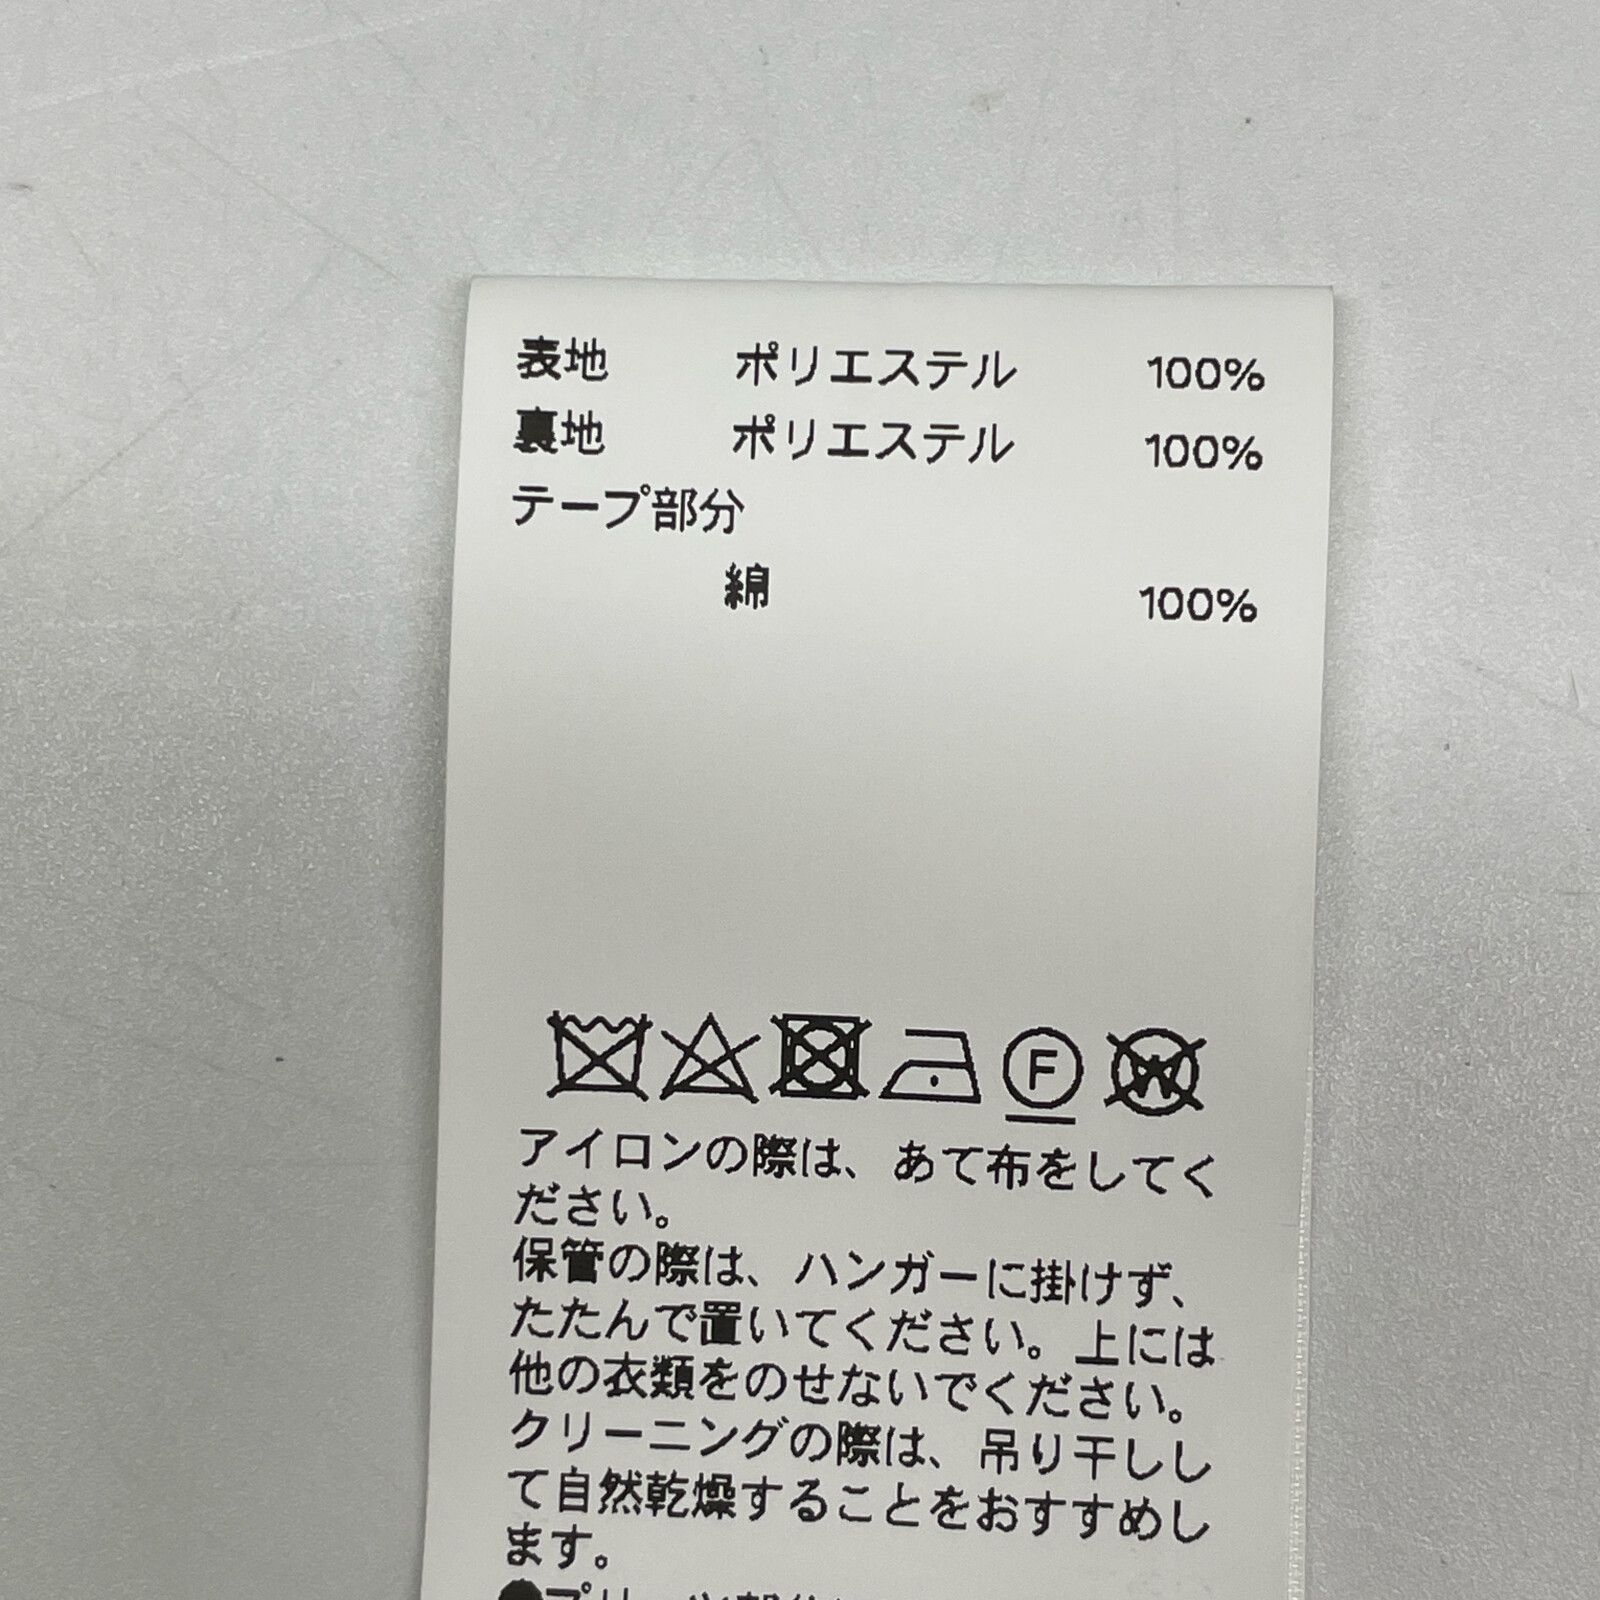 表地 ポリエステル 100%
裏地 ポリエステル 100%
テープ部分
綿 100%
F
W
アイロンの際は、あて布をしてく
ださい。
保管の際は、ハンガーに掛けず、
たたんで置いてください。上には
他の衣類をのせないでください。
クリーニングの際は、吊り干しし
て自然乾燥することをおすすめし
ます。